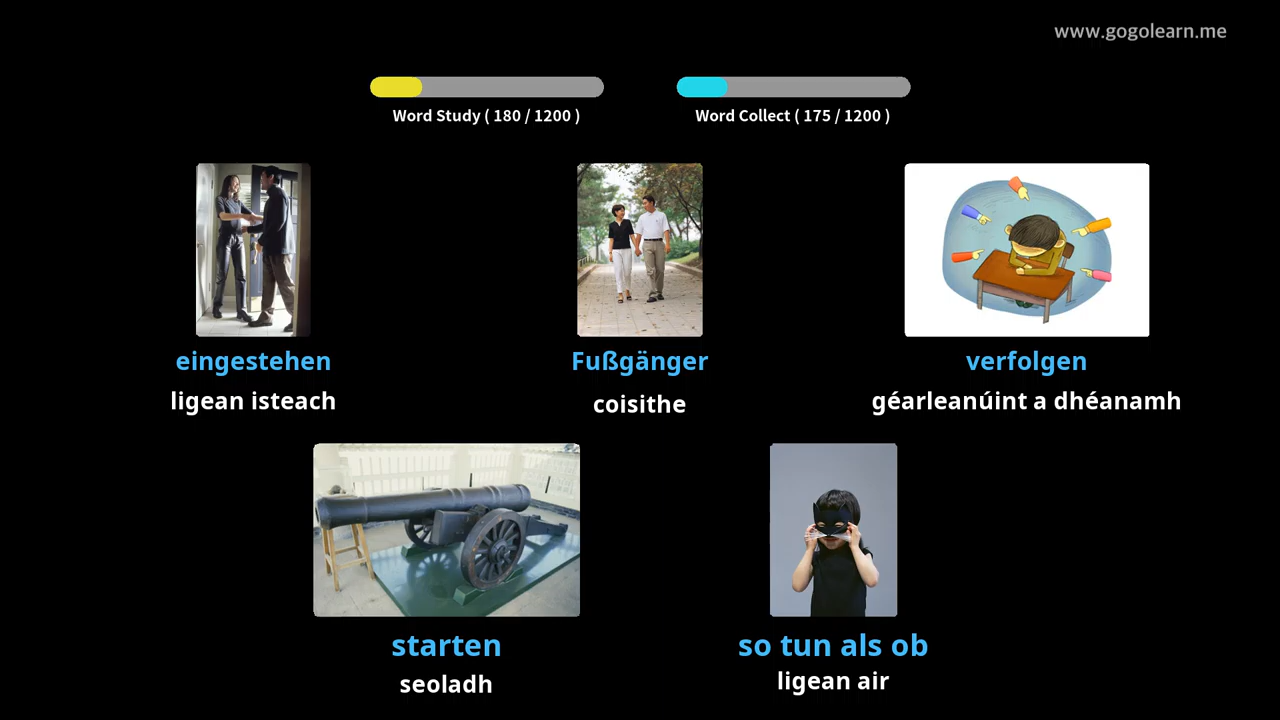 www.gogolearn.me
Word Study ( 180 / 1200 )
Word Collect ( 175 / 1200 )
eingestehen
ligean isteach
Fußgänger
coisithe
verfolgen
géarleanúint a dhéanamh
starten
seoladh
so tun als ob
ligean air